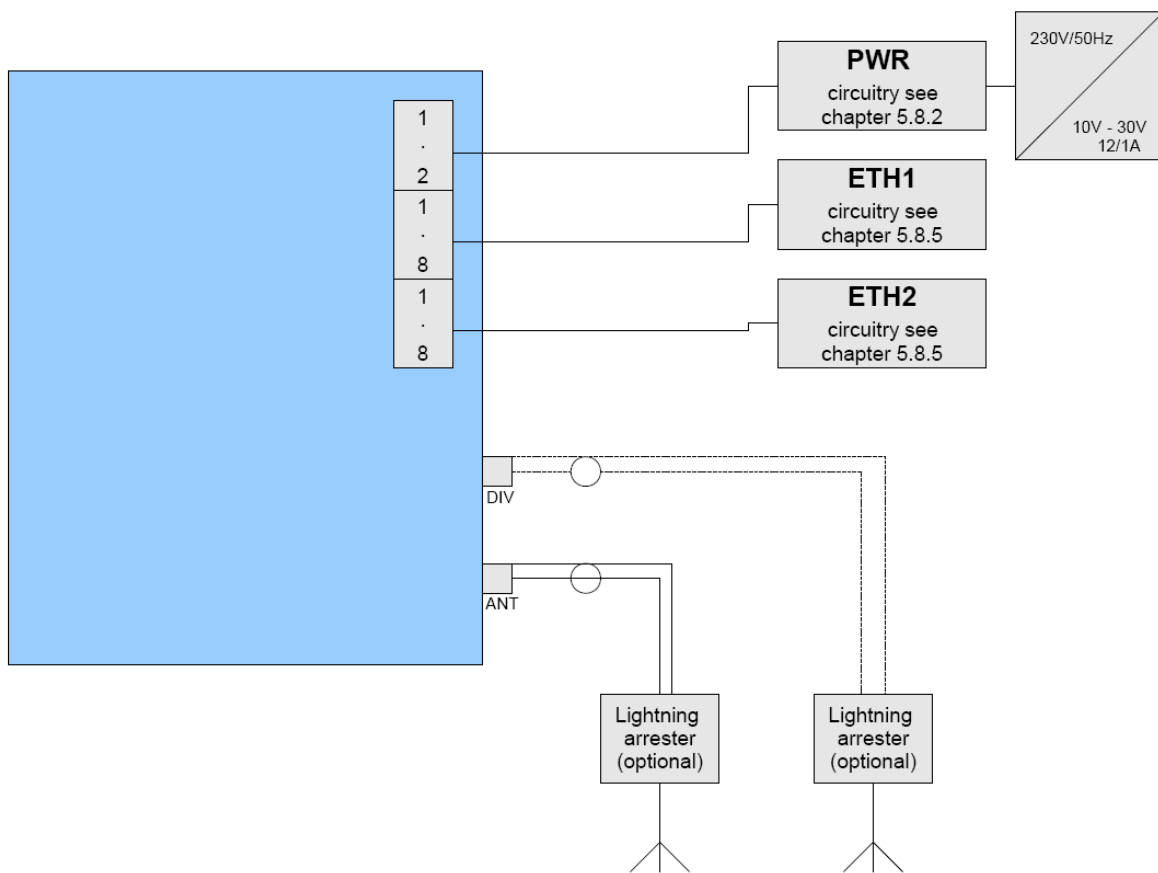 230V/50Hz
10V - 30V
12/1A
PWR
circuitry see
chapter 5.8.2
1
.
2
ETH1
circuitry see
chapter 5.8.5
1
.
8
ETH2
circuitry see
chapter 5.8.5
1
.
8
DIV
ANT
Lightning
arrester
(optional)
Lightning
arrester
(optional)